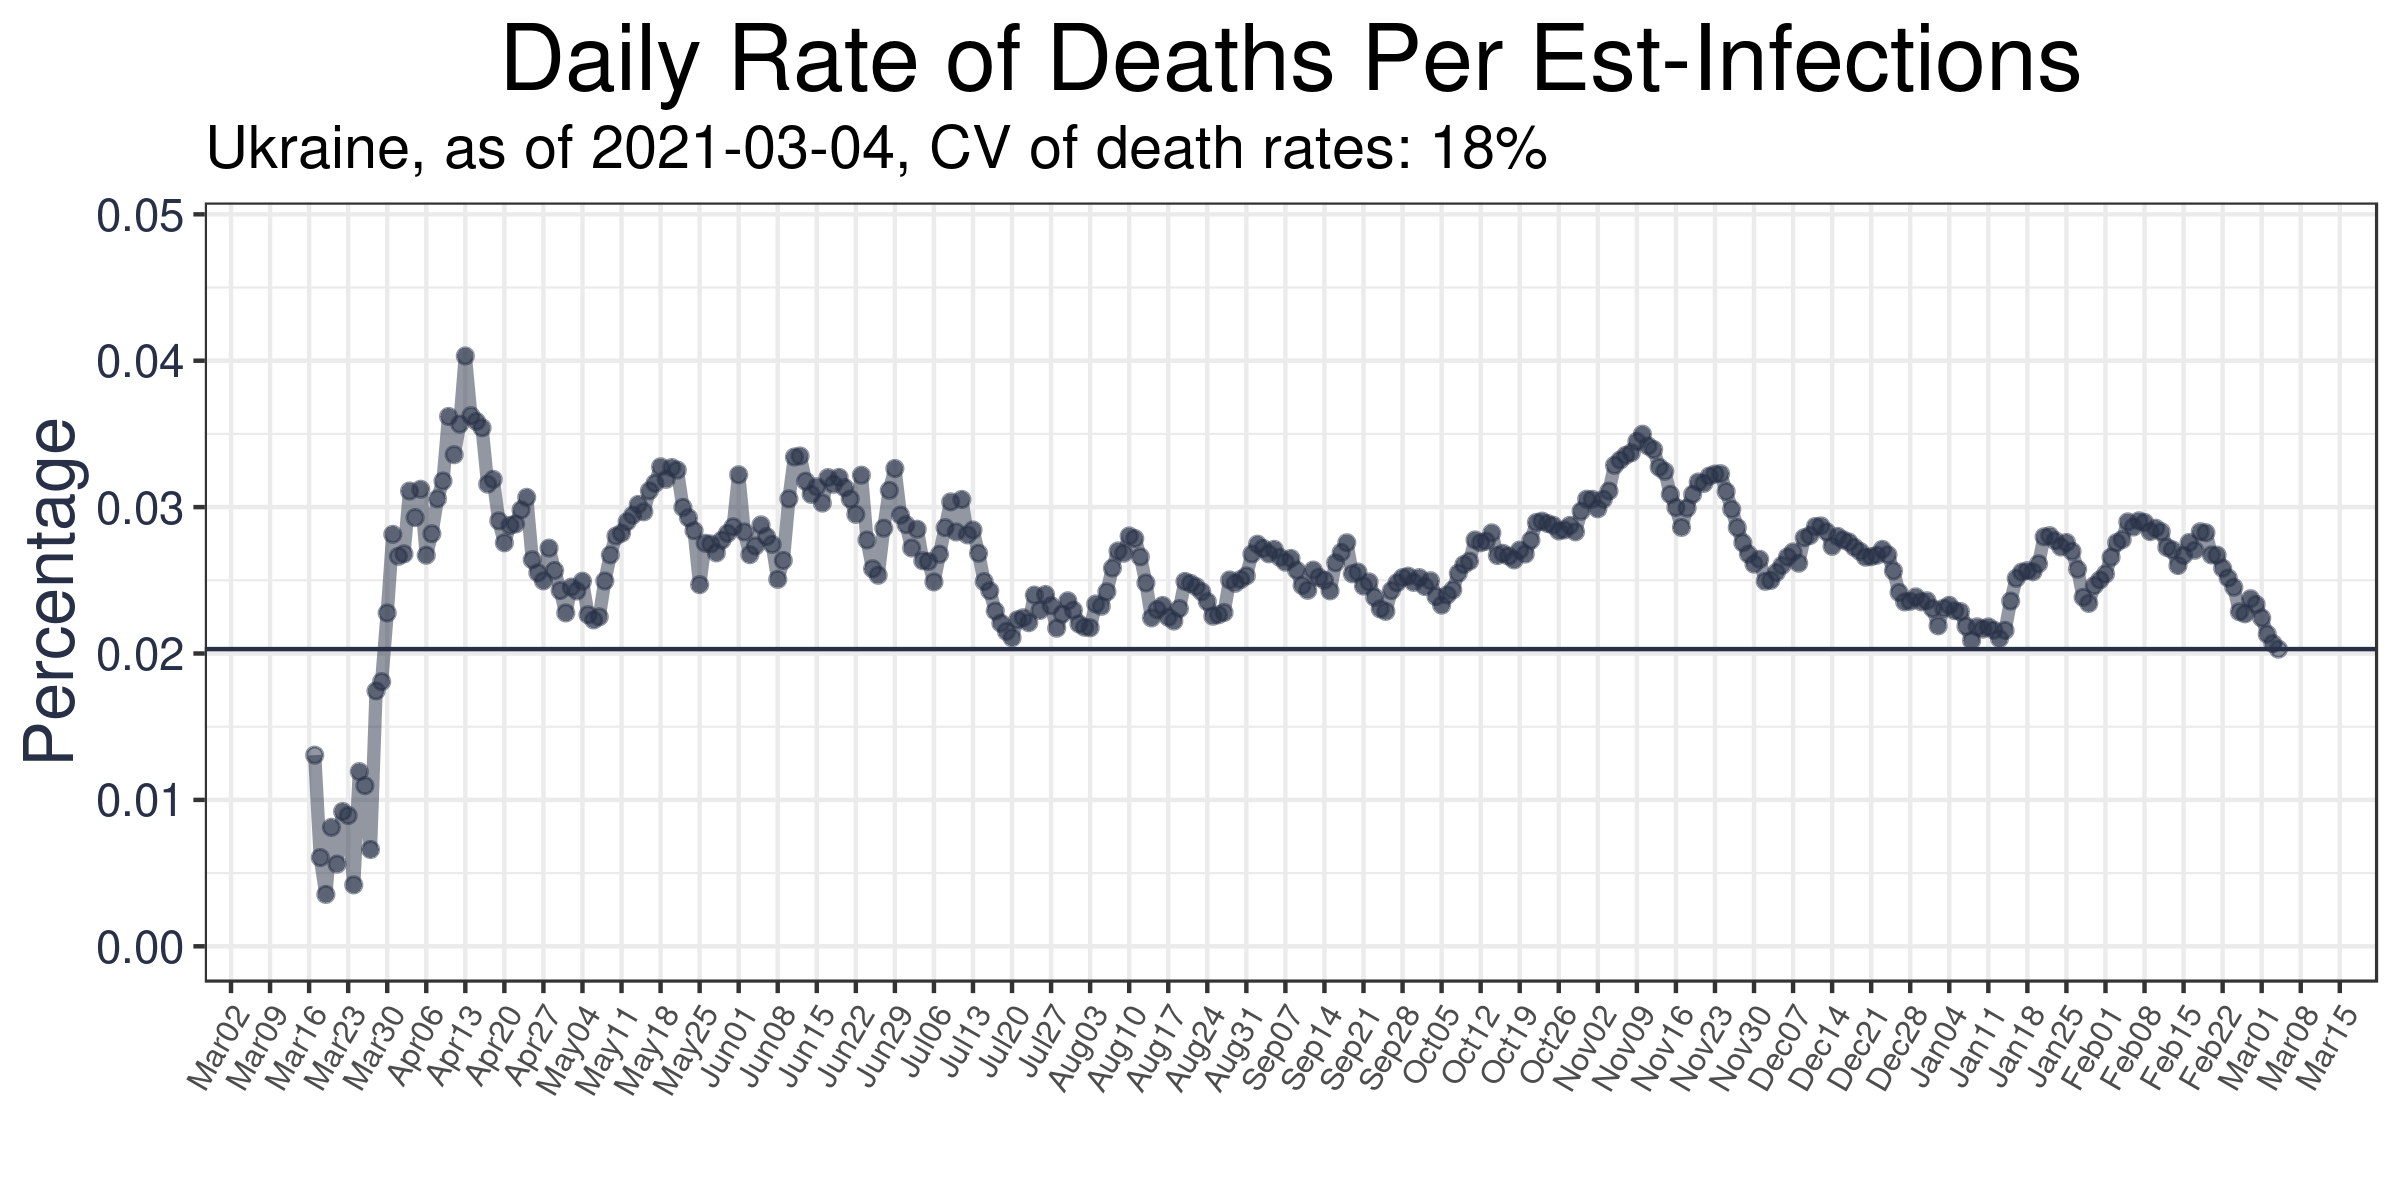 Daily Rate of Deaths Per Est-Infections
Ukraine, as of 2021-03-04, CV of death rates: 18%
Percentage
0.05
0.04
0.03
0.02
0.01
0.00
Mar02
Mar09
Mar16
Mar23
Mar30
Apr06
Apr13
Apr20
Apr27
May04
May11
May18
May25
Jun01
Jun08
Jun15
Jun22
Jun29
Jul06
Jul13
Jul20
Jul27
Aug03
Aug10
Aug17
Aug24
Aug31
Sep07
Sep14
Sep21
Sep28
Oct05
Oct12
Oct19
Oct26
Nov02
Nov09
Nov16
Nov23
Nov30
Dec07
Dec14
Dec21
Dec28
Jan04
Jan11
Jan18
Jan25
Feb01
Feb08
Feb15
Feb22
Mar01
Mar08
Mar15